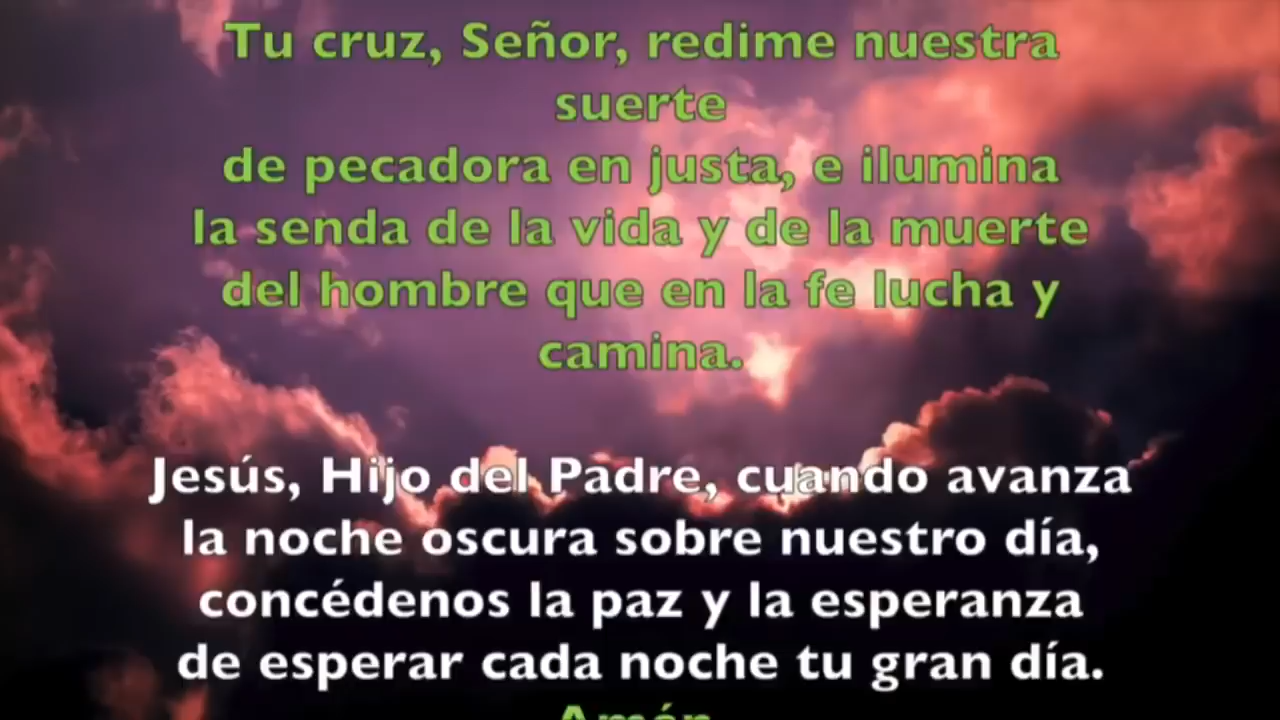 Tu cruz, Señor, redime nuestra
suerte
de pecadora en justa, e ilumina
la senda de la vida y de la muerte
del hombre que en la fe lucha y
camina.
Jesús, Hijo del Padre, cuando avanza
la noche oscura sobre nuestro día,
concédenos la paz y la esperanza
de esperar cada noche tu gran día.
Amén